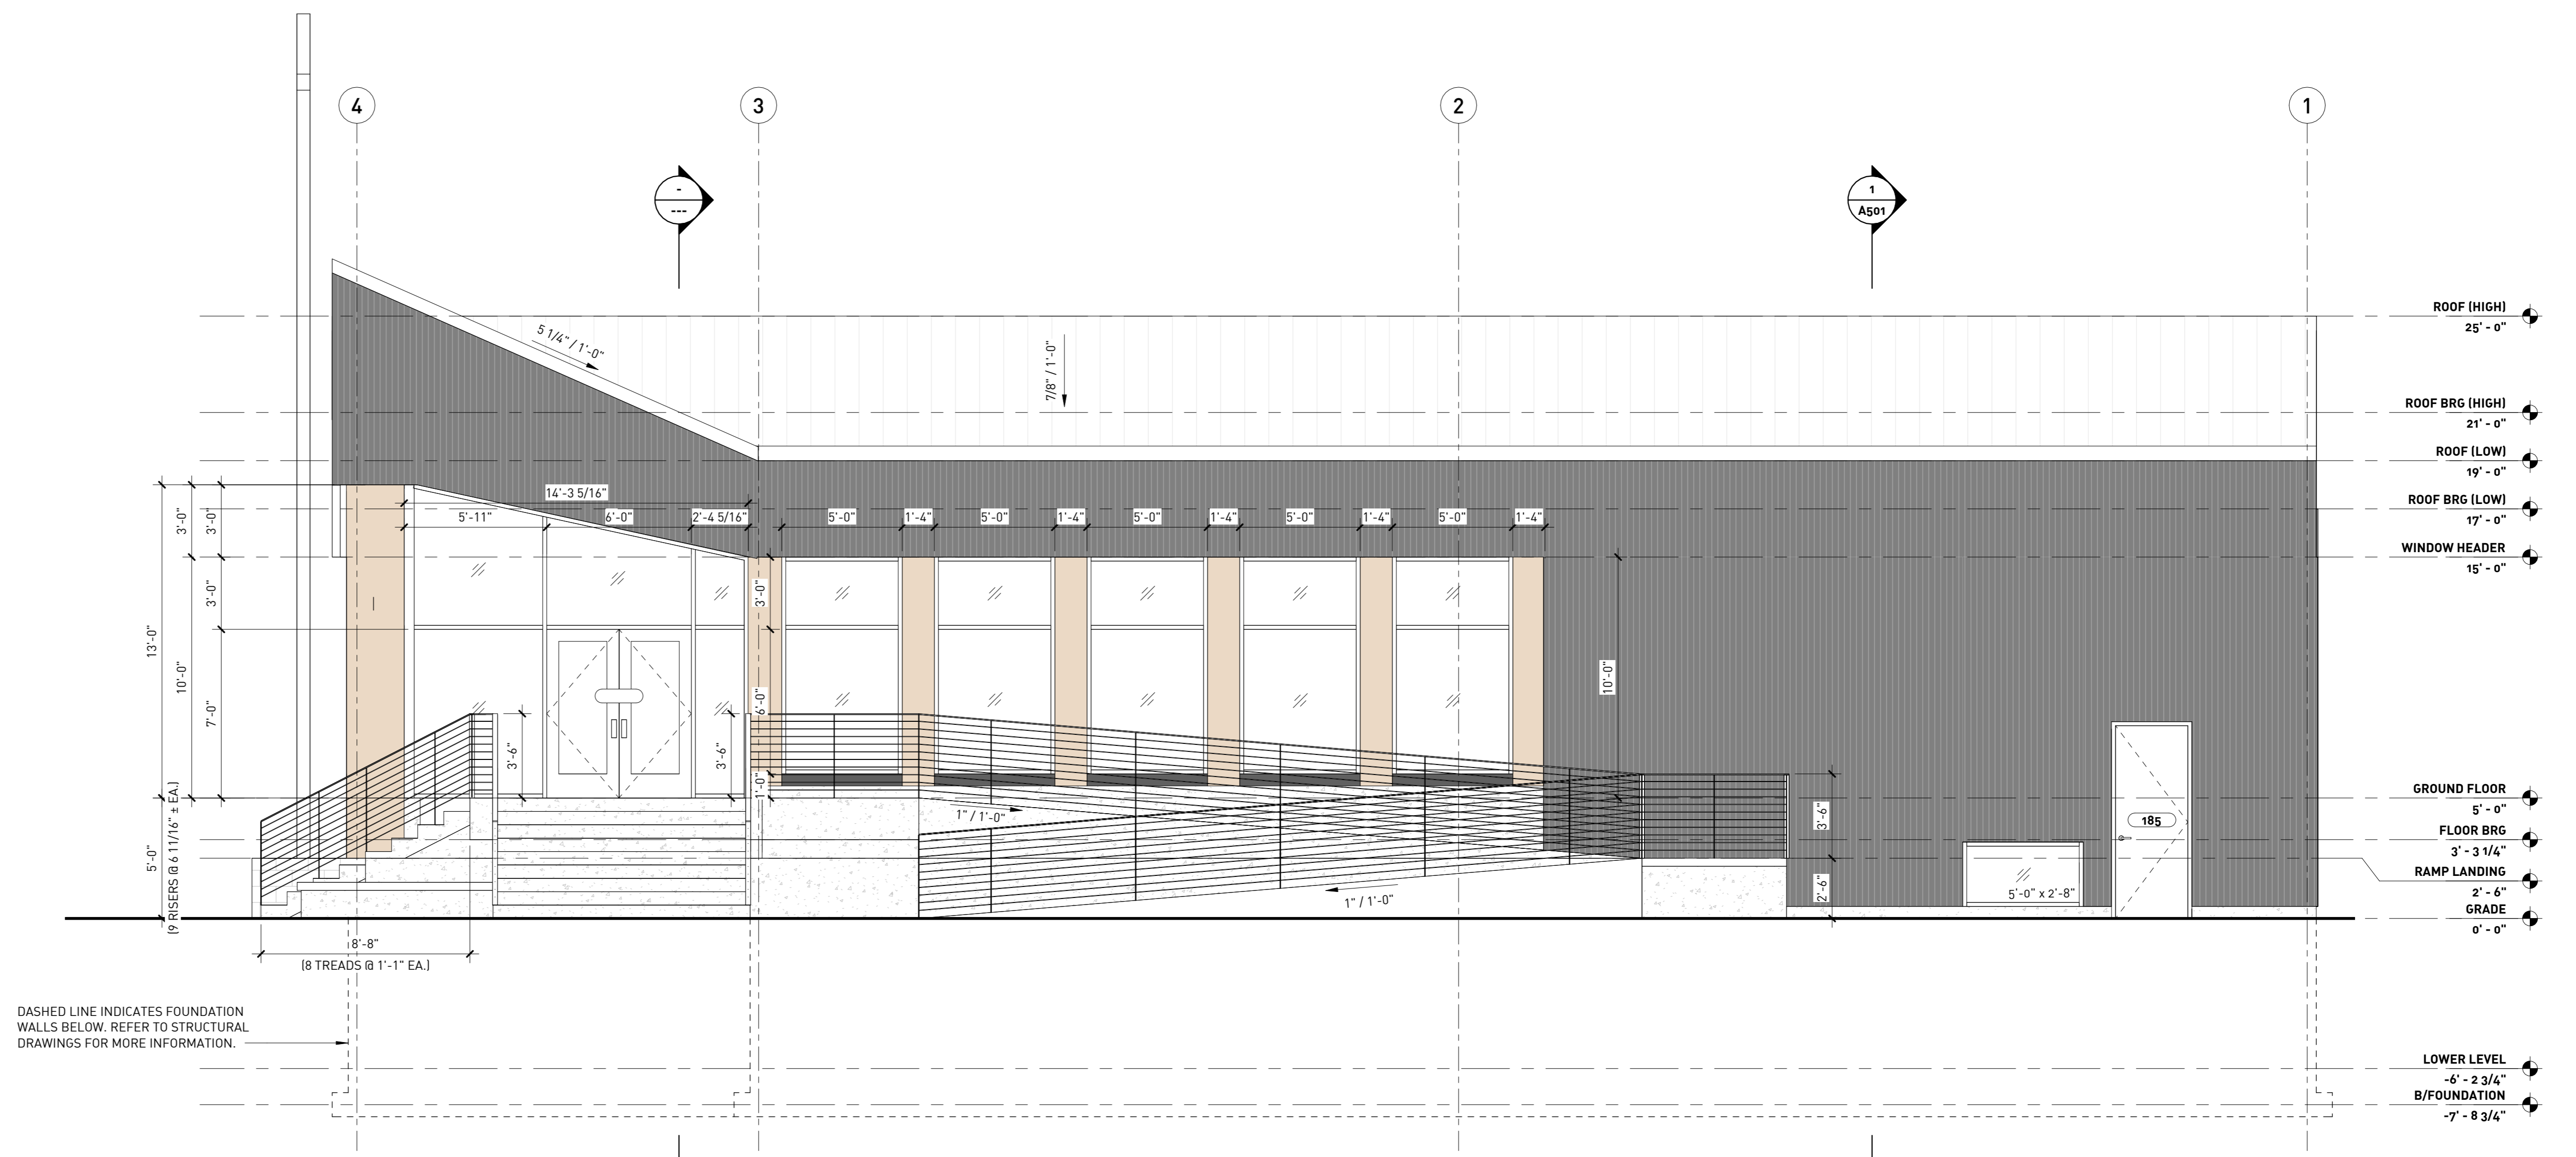 4
3
2
1
-
---
1
A501
5 1/4" / 1'-0"
7/8" / 1'-0"
ROOF (HIGH)
25' - 0"
ROOF BRG (HIGH)
21' - 0"
ROOF (LOW)
19' - 0"
ROOF BRG (LOW)
17' - 0"
WINDOW HEADER
15' - 0"
14'-3 5/16"
5'-11"
6'-0"
2'-4 5/16"
5'-0"
1'-4"
5'-0"
1'-4"
5'-0"
1'-4"
5'-0"
1'-4"
5'-0"
1'-4"
3'-0"
3'-0"
3'-0"
3'-0"
13'-0"
10'-0"
7'-0"
6'-0"
10'-0"
3'-6"
3'-6"
1'-0"
1" / 1'-0"
3'-6"
185
GROUND FLOOR
5' - 0"
FLOOR BRG
3' - 3 1/4"
RAMP LANDING
2' - 6"
GRADE
0' - 0"
5'-0"
(9 RISERS @ 6 11/16" ± EA.)
1" / 1'-0"
2'-6"
5'-0" x 2'-8"
8'-8"
(8 TREADS @ 1'-1" EA.)
DASHED LINE INDICATES FOUNDATION
WALLS BELOW. REFER TO STRUCTURAL
DRAWINGS FOR MORE INFORMATION.
LOWER LEVEL
-6' - 2 3/4"
B/FOUNDATION
-7' - 8 3/4"